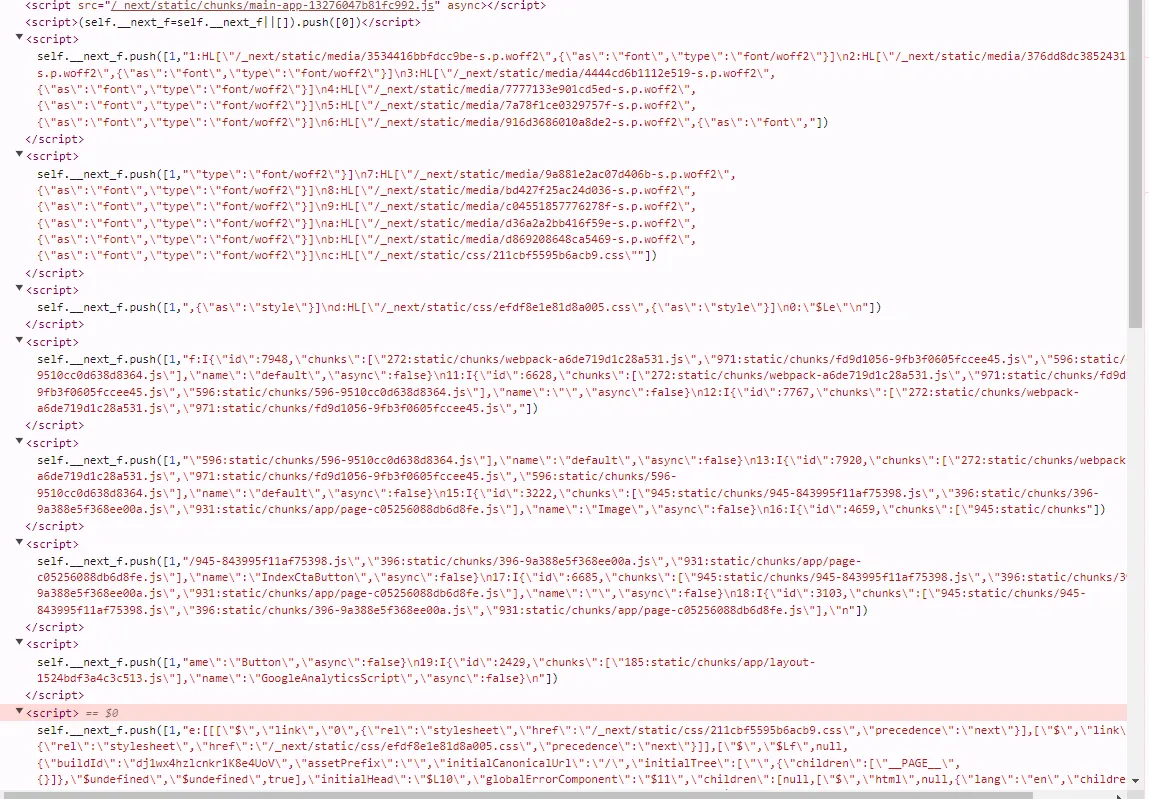 <script src="/_next/static/chunks/main-app-13276047b81fc992.js" async></script>
<script>(self.__next_f=self.__next_f||[]).push([0])</script>
<script>
self.__next_f.push([1,"1:HL[\"/_next/static/media/3534416bbfdcc9be-s.p.woff2\",{\"as\":\"font\",\"type\":\"font/woff2\"}]\n2:HL[\"/_next/static/media/376dd8dc3852431
s.p.woff2\",{\"as\":\"font\",\"type\":\"font/woff2\"}]\n3:HL[\"/_next/static/media/4444cd6b1112e519-s.p.woff2\",
{\"as\":\"font\",\"type\":\"font/woff2\"}]\n4:HL[\"/_next/static/media/7777133e901cd5ed-s.p.woff2\",
{\"as\":\"font\",\"type\":\"font/woff2\"}]\n5:HL[\"/_next/static/media/7a78f1ce0329757f-s.p.woff2\",
{\"as\":\"font\",\"type\":\"font/woff2\"}]\n6:HL[\"/_next/static/media/916d3686010a8de2-s.p.woff2\",{\"as\":\"font\","])
</script>
<script>
self.__next_f.push([1,"\"type\":\"font/woff2\"}]\n7:HL[\"/_next/static/media/9a881e2ac07d406b-s.p.woff2\",
{\"as\":\"font\",\"type\":\"font/woff2\"}]\n8:HL[\"/_next/static/media/bd427f25ac24d036-s.p.woff2\",
{\"as\":\"font\",\"type\":\"font/woff2\"}]\n9:HL[\"/_next/static/media/c04551857776278f-s.p.woff2\",
{\"as\":\"font\",\"type\":\"font/woff2\"}]\na:HL[\"/_next/static/media/d36a2a2bb416f59e-s.p.woff2\",
{\"as\":\"font\",\"type\":\"font/woff2\"}]\nb:HL[\"/_next/static/media/d869208648ca5469-s.p.woff2\",
{\"as\":\"font\",\"type\":\"font/woff2\"}]\nc:HL[\"/_next/static/css/211cbf5595b6acb9.css\""])
</script>
<script>
self.__next_f.push([1,",{\"as\":\"style\"}]\nd:HL[\"/_next/static/css/efdf8e1e81d8a005.css\",{\"as\":\"style\"}]\n0:\"$Le\"\n"])
</script>
<script>
self.__next_f.push([1,"f:I{\"id\":7948,\"chunks\":[\"272:static/chunks/webpack-a6de719d1c28a531.js\",\"971:static/chunks/fd9d1056-9fb3f0605fccee45.js\",\"596:static/
9510cc0d638d8364.js\"],\"name\":\"default\",\"async\":false}\n11:I{\"id\":6628,\"chunks\":[\"272:static/chunks/webpack-a6de719d1c28a531.js\",\"971:static/chunks/fd9d
9fb3f0605fccee45.js\",\"596:static/chunks/596-9510cc0d638d8364.js\"],\"name\":\"\",\"async\":false}\n12:I{\"id\":7767,\"chunks\":[\"272:static/chunks/webpack-
a6de719d1c28a531.js\",\"971:static/chunks/fd9d1056-9fb3f0605fccee45.js\","])
</script>
<script>
self.__next_f.push([1,"\"596:static/chunks/596-9510cc0d638d8364.js\"],\"name\":\"default\",\"async\":false}\n13:I{\"id\":7920,\"chunks\":[\"272:static/chunks/webpack
a6de719d1c28a531.js\",\"971:static/chunks/fd9d1056-9fb3f0605fccee45.js\",\"596:static/chunks/596-
9510cc0d638d8364.js\"],\"name\":\"default\",\"async\":false}\n15:I{\"id\":3222,\"chunks\":[\"945:static/chunks/945-843995f11af75398.js\",\"396:static/chunks/396-
9a388e5f368ee00a.js\",\"931:static/chunks/app/page-c05256088db6d8fe.js\"],\"name\":\"Image\",\"async\":false}\n16:I{\"id\":4659,\"chunks\":[\"945:static/chunks"])
</script>
<script>
self.__next_f.push([1,"/945-843995f11af75398.js\",\"396:static/chunks/396-9a388e5f368ee00a.js\",\"931:static/chunks/app/page-
c05256088db6d8fe.js\"],\"name\":\"IndexCtaButton\",\"async\":false}\n17:I{\"id\":6685,\"chunks\":[\"945:static/chunks/945-843995f11af75398.js\",\"396:static/chunks/39
9a388e5f368ee00a.js\",\"931:static/chunks/app/page-c05256088db6d8fe.js\"],\"name\":\"\",\"async\":false}\n18:I{\"id\":3103,\"chunks\":[\"945:static/chunks/945-
843995f11af75398.js\",\"396:static/chunks/396-9a388e5f368ee00a.js\",\"931:static/chunks/app/page-c05256088db6d8fe.js\"],\"n"])
</script>
<script>
self.__next_f.push([1,"ame\":\"Button\",\"async\":false}\n19:I{\"id\":2429,\"chunks\":[\"185:static/chunks/app/layout-
1524bdf3a4c3c513.js\"],\"name\":\"GoogleAnalyticsScript\",\"async\":false}\n"])
</script>
<script> == $0
self.__next_f.push([1,"e:[[[\"$\",\"link\",\"0\",{\"rel\":\"stylesheet\",\"href\":\"/_next/static/css/211cbf5595b6acb9.css\",\"precedence\":\"next\"}],[\"$\",\"link\
{\"rel\":\"stylesheet\",\"href\":\"/_next/static/css/efdf8e1e81d8a005.css\",\"precedence\":\"next\"}]],[\"$\",\"$Lf\",null,
{\"buildId\":\"dj1wx4hzlcnkr1K8e4UoV\",\"assetPrefix\":\"\",\"initialCanonicalUrl\":\"/\",\"initialTree\":[\"\",{\"children\":[\"__PAGE__\",
{}]},\"$undefined\",\"$undefined\",true],\"initialHead\":\"$L10\",\"globalErrorComponent\":\"$11\",\"children\":[null,[\"$\",\"html\",null,{\"lang\":\"en\",\"childre